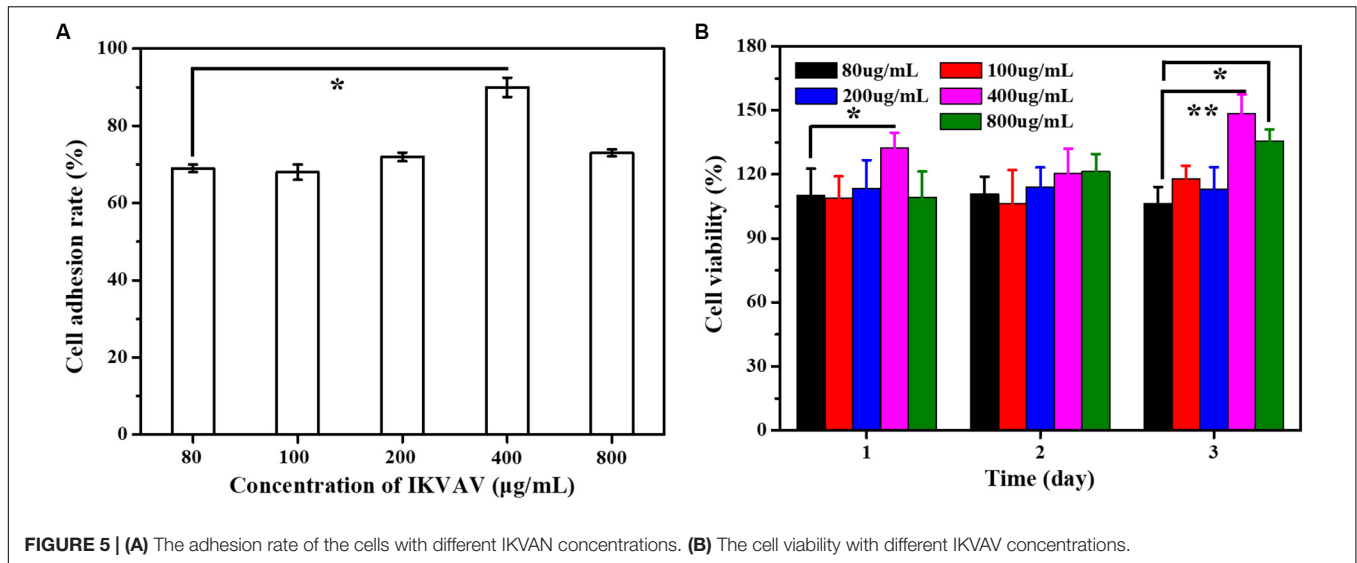 A
100
80
60
40
20
0
Cell adhesion rate (%)
*
80 100 200 400 800
Concentration of IKVAV (µg/mL)
B
180
150
120
90
60
30
0
Cell viability (%)
80ug/mL 100ug/mL
200ug/mL 400ug/mL
800ug/mL
*
*
**
1 2 3
Time (day)
FIGURE 5 | (A) The adhesion rate of the cells with different IKVAN concentrations. (B) The cell viability with different IKVAV concentrations.